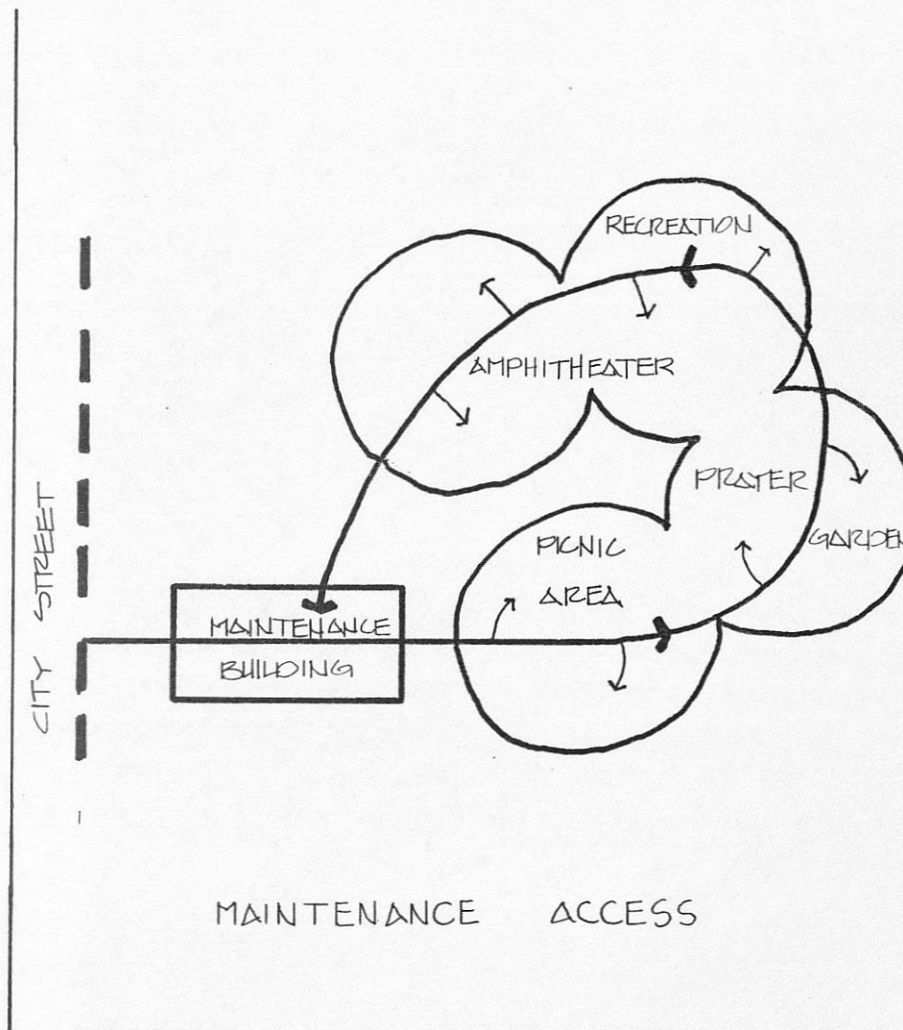 RECREATION
AMPHITHEATER
PRAYER
GARDEN
PICNIC
AREA
CITY STREET
MAINTENANCE
BUILDING
MAINTENANCE ACCESS